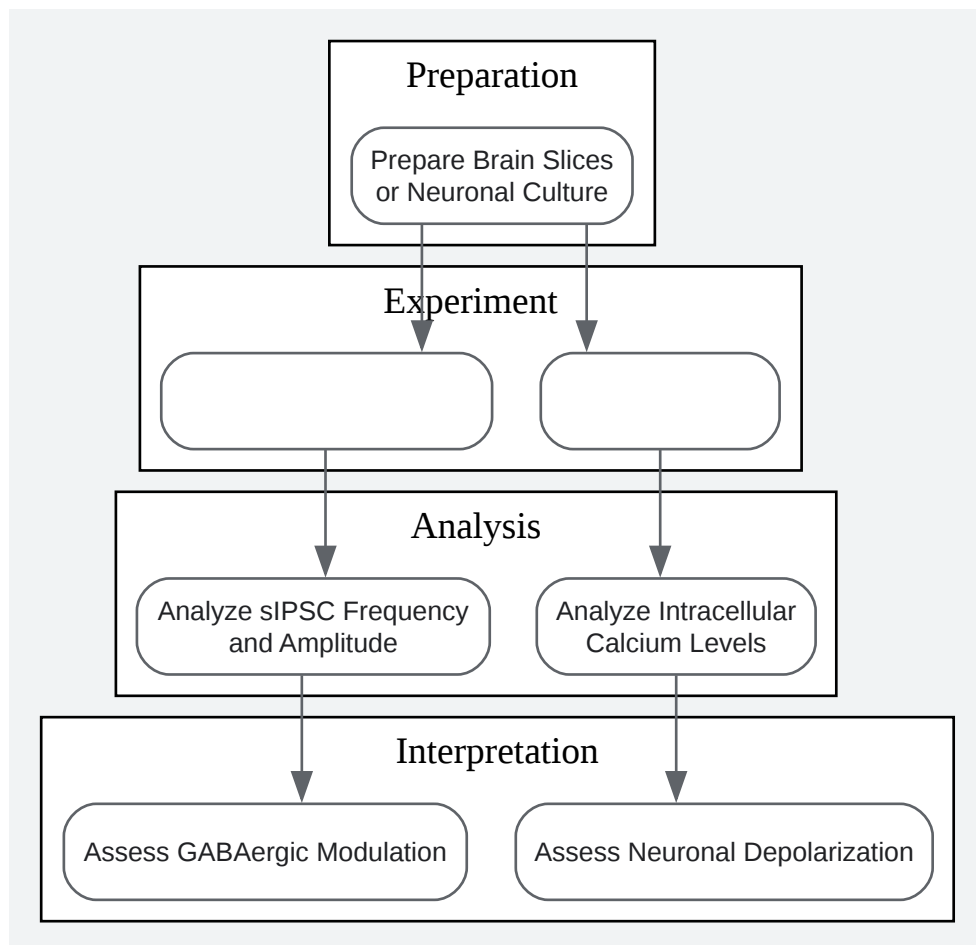 Preparation
Prepare Brain Slices
or Neuronal Culture
Experiment
Analysis
Analyze sIPSC Frequency
and Amplitude
Analyze Intracellular
Calcium Levels
Interpretation
Assess GABAergic Modulation
Assess Neuronal Depolarization